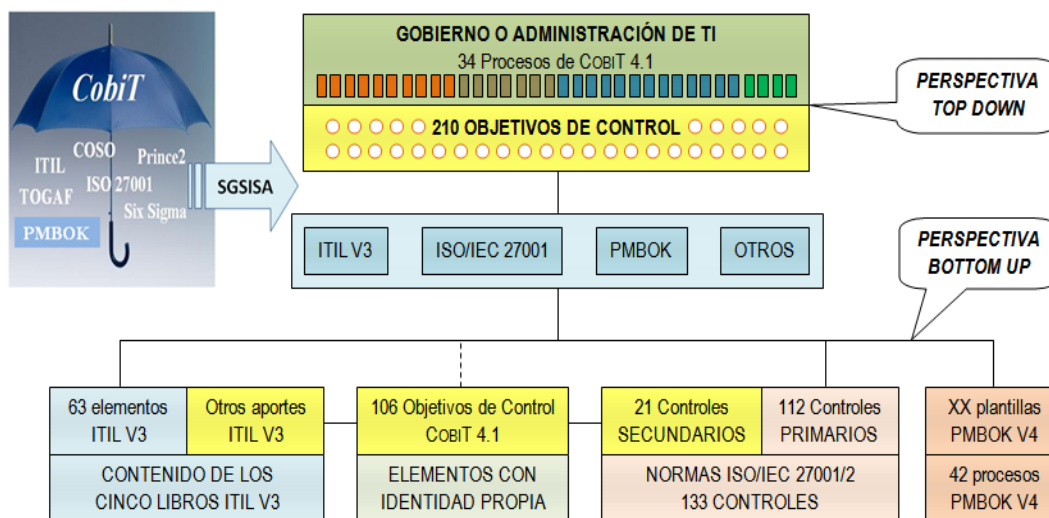 CobiT
COSO
ITIL
Prince2
ISO 27001
TOGAF
Six Sigma
PMBOK
SGSISA
GOBIERNO O ADMINISTRACIÓN DE TI
34 Procesos de COBIT 4.1
210 OBJETIVOS DE CONTROL
PERSPECTIVA
TOP DOWN
ITIL V3
ISO/IEC 27001
PMBOK
OTROS
PERSPECTIVA
BOTTOM UP
63 elementos
ITIL V3
Otros aportes
ITIL V3
CONTENIDO DE LOS
CINCO LIBROS ITIL V3
106 Objetivos de Control
COBIT 4.1
ELEMENTOS CON
IDENTIDAD PROPIA
21 Controles
SECUNDARIOS
112 Controles
PRIMARIOS
NORMAS ISO/IEC 27001/2
133 CONTROLES
XX plantillas
PMBOK V4
42 procesos
PMBOK V4